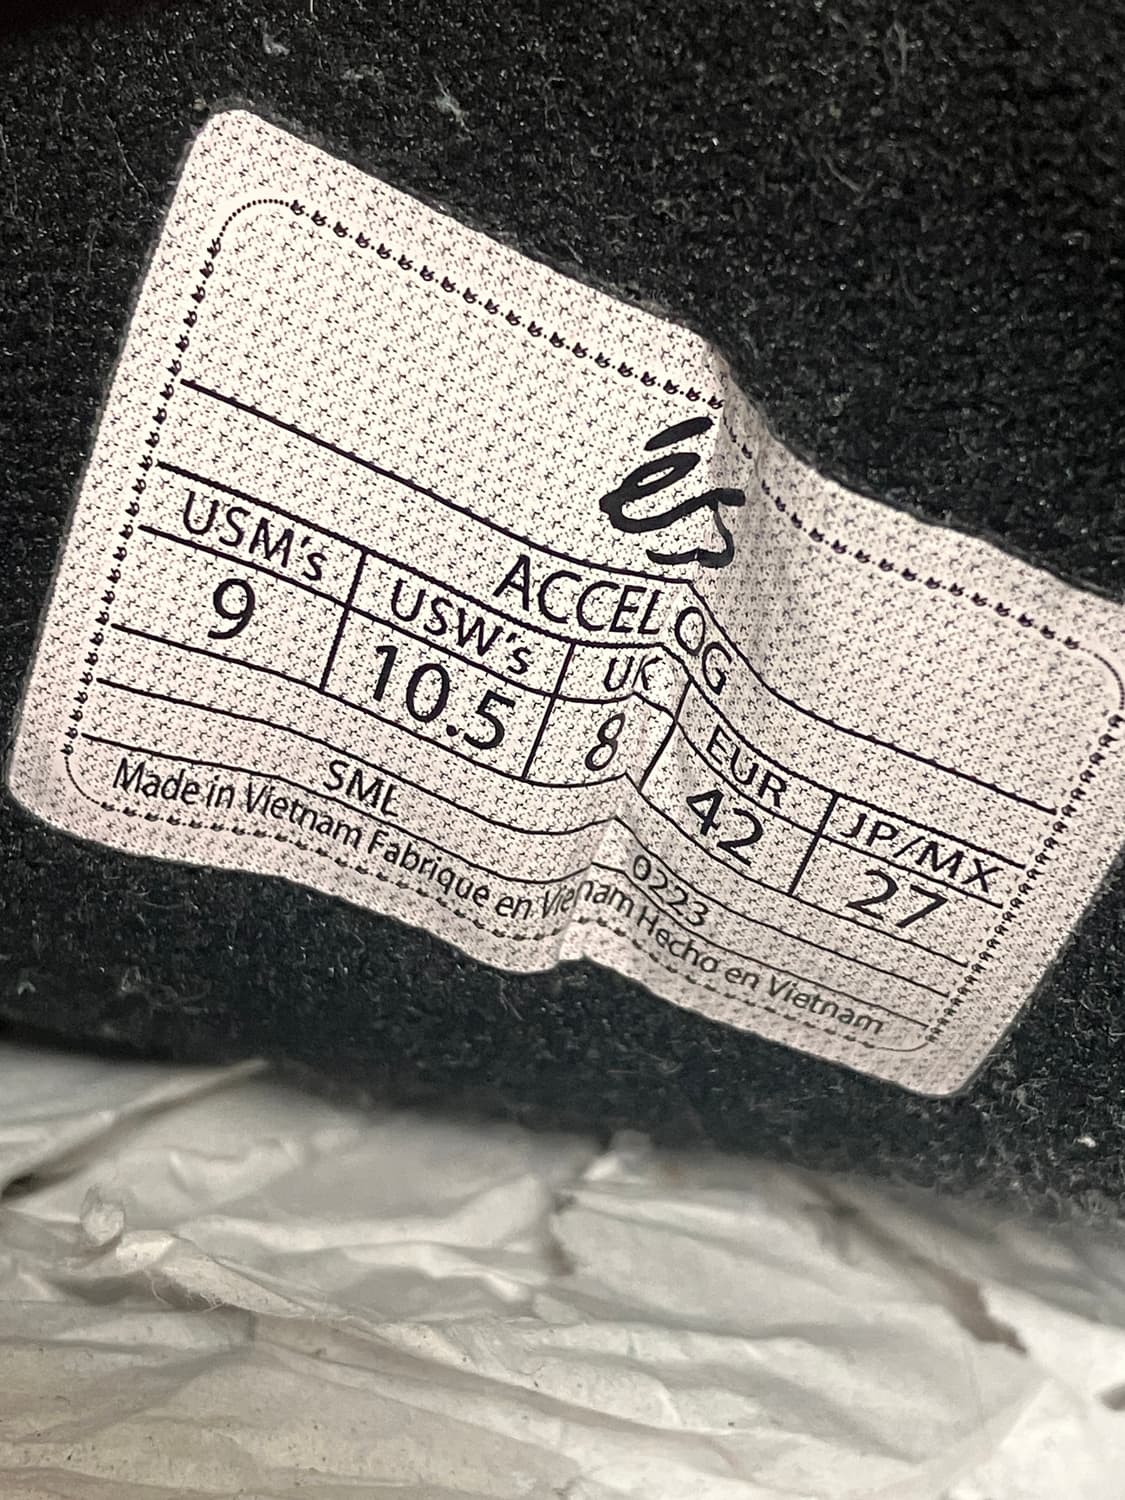 és
ACCEL OG
USM's USW's UK EUR JP/MX
9 10.5 8 42 27
SML 0223
Made in Vietnam Fabrique en Vietnam Hecho en Vietnam